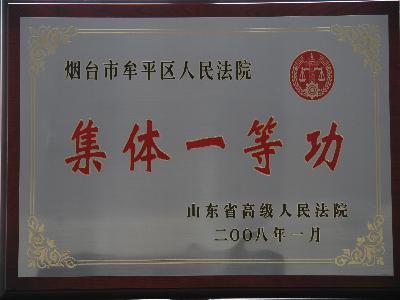 烟台市牟平区人民法院
集体一等功
山东省高级人民法院
二〇〇八年一月